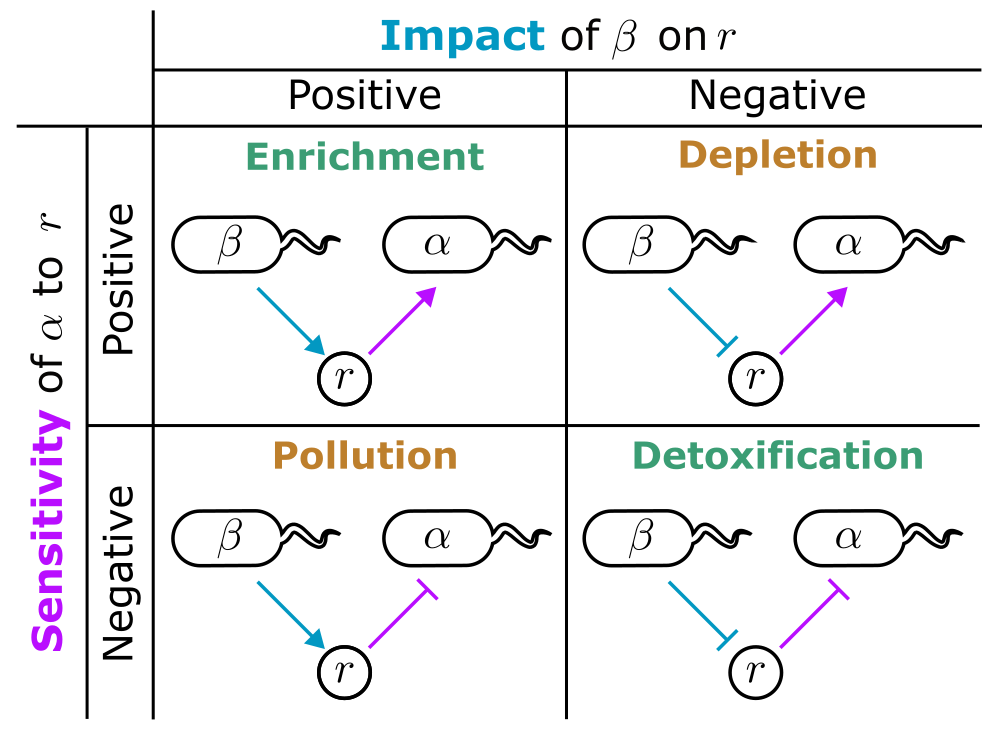 Impact of β on r
Positive
Negative
Sensitivity of α to r
Positive
Enrichment
β
α
r
Depletion
β
α
r
Negative
Pollution
β
α
r
Detoxification
β
α
r